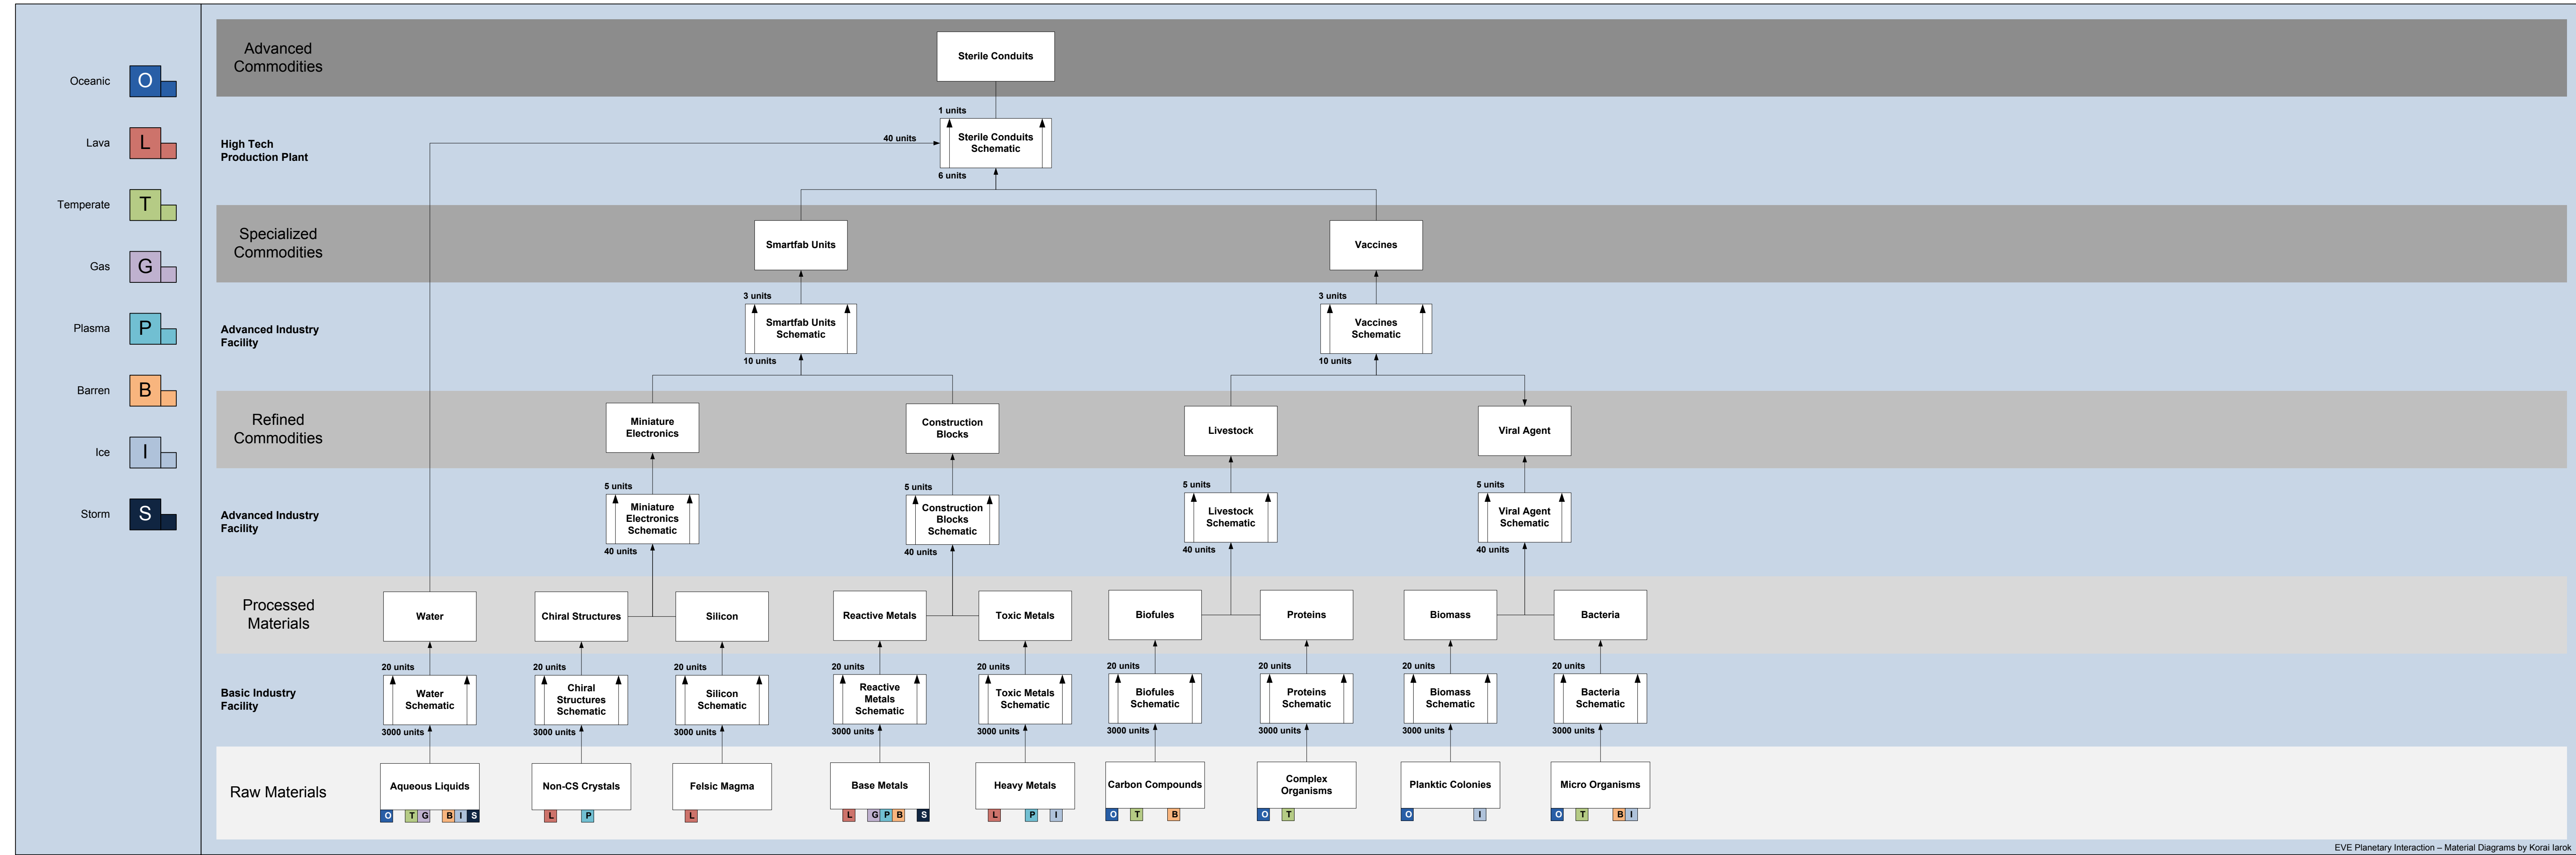 Oceanic
O
Lava
L
Temperate
T
Gas
G
Plasma
P
Barren
B
Ice
I
Storm
S
Advanced
Commodities
Sterile Conduits
1 units
High Tech
Production Plant
40 units
Sterile Conduits
Schematic
6 units
Specialized
Commodities
Smartfab Units
Vaccines
3 units
3 units
Advanced Industry
Facility
Smartfab Units
Schematic
Vaccines
Schematic
10 units
10 units
Refined
Commodities
Miniature
Electronics
Construction
Blocks
Livestock
Viral Agent
5 units
5 units
5 units
5 units
Advanced Industry
Facility
Miniature
Electronics
Schematic
Construction
Blocks
Schematic
Livestock
Schematic
Viral Agent
Schematic
40 units
40 units
40 units
40 units
Processed
Materials
Water
Chiral Structures
Silicon
Reactive Metals
Toxic Metals
Biofules
Proteins
Biomass
Bacteria
20 units
20 units
20 units
20 units
20 units
20 units
20 units
20 units
20 units
Basic Industry
Facility
Water
Schematic
Chiral
Structures
Schematic
Silicon
Schematic
Reactive
Metals
Schematic
Toxic Metals
Schematic
Biofules
Schematic
Proteins
Schematic
Biomass
Schematic
Bacteria
Schematic
3000 units
3000 units
3000 units
3000 units
3000 units
3000 units
3000 units
3000 units
3000 units
Raw Materials
Aqueous Liquids
O T G B I S
Non-CS Crystals
L P
Felsic Magma
L
Base Metals
L G P B S
Heavy Metals
L P I
Carbon Compounds
O T B
Complex
Organisms
O T
Planktic Colonies
O I
Micro Organisms
O T B I
EVE Planetary Interaction – Material Diagrams by Korai Iarok